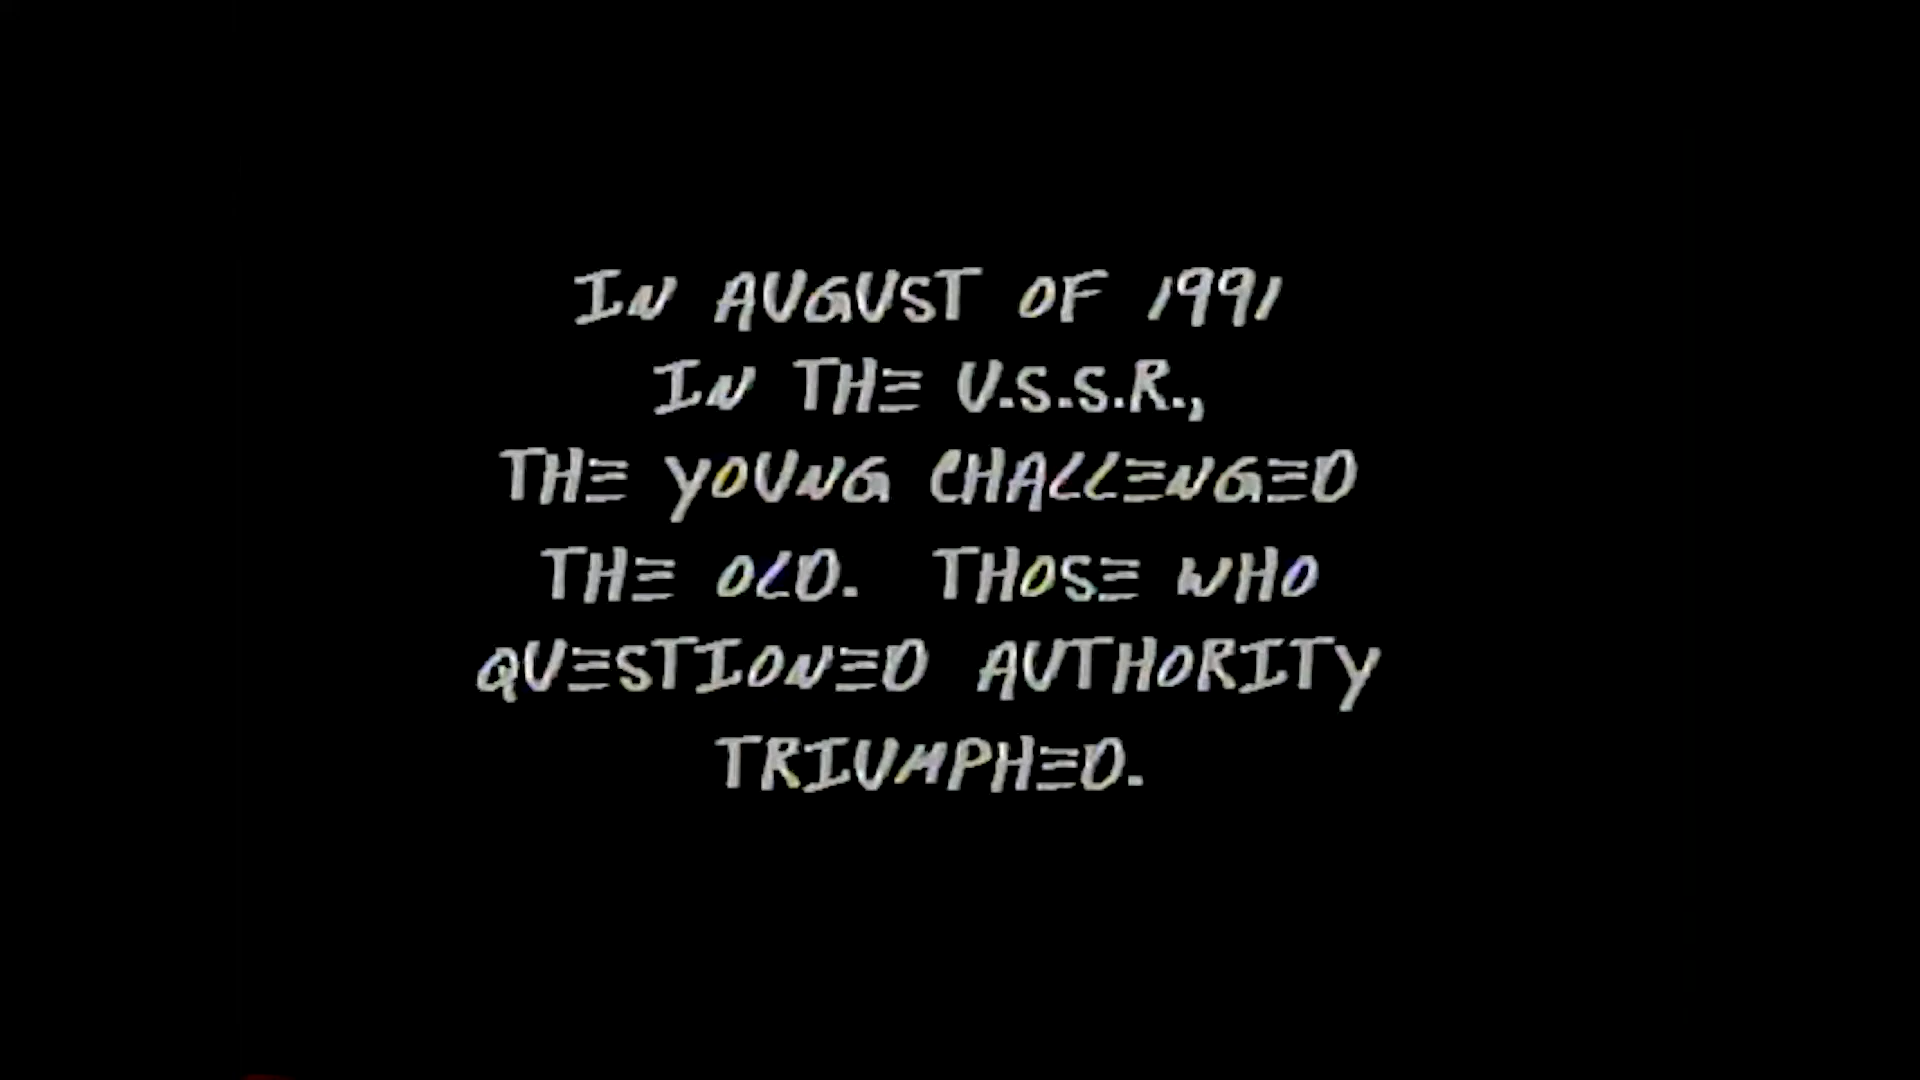 IN AUGUST OF 1991
IN THE U.S.S.R.,
THE YOUNG CHALLENGED
THE OLD. THOSE WHO
QUESTIONED AUTHORITY
TRIUMPHED.